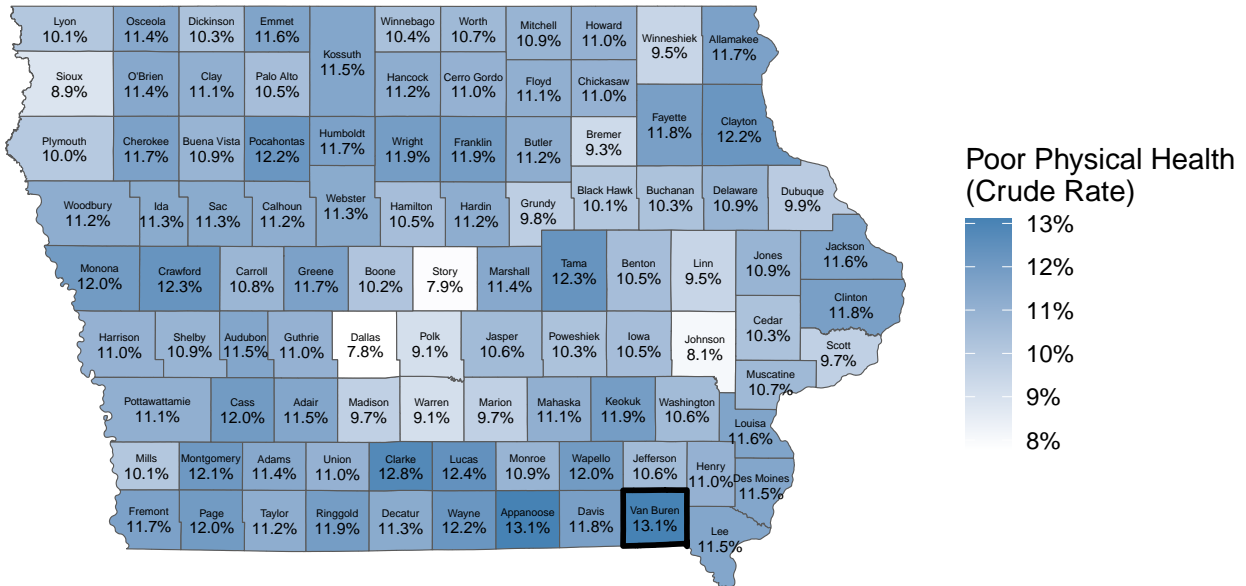 Lyon
10.1%
Osceola
11.4%
Dickinson
10.3%
Emmet
11.6%
Kossuth
11.5%
Winnebago
10.4%
Worth
10.7%
Mitchell
10.9%
Howard
11.0%
Winneshiek
9.5%
Allamakee
11.7%
Sioux
8.9%
O'Brien
11.4%
Clay
11.1%
Palo Alto
10.5%
Hancock
11.2%
Cerro Gordo
11.0%
Floyd
11.1%
Chickasaw
11.0%
Fayette
11.8%
Clayton
12.2%
Plymouth
10.0%
Cherokee
11.7%
Buena Vista
10.9%
Pocahontas
12.2%
Humboldt
11.7%
Wright
11.9%
Franklin
11.9%
Butler
11.2%
Bremer
9.3%
Woodbury
11.2%
Ida
11.3%
Sac
11.3%
Calhoun
11.2%
Webster
11.3%
Hamilton
10.5%
Hardin
11.2%
Grundy
9.8%
Black Hawk
10.1%
Buchanan
10.3%
Delaware
10.9%
Dubuque
9.9%
Monona
12.0%
Crawford
12.3%
Carroll
10.8%
Greene
11.7%
Boone
10.2%
Story
7.9%
Marshall
11.4%
Tama
12.3%
Benton
10.5%
Linn
9.5%
Jones
10.9%
Jackson
11.6%
Clinton
11.8%
Harrison
11.0%
Shelby
10.9%
Audubon
11.5%
Guthrie
11.0%
Dallas
7.8%
Polk
9.1%
Jasper
10.6%
Poweshiek
10.3%
Iowa
10.5%
Johnson
8.1%
Cedar
10.3%
Scott
9.7%
Muscatine
10.7%
Pottawattamie
11.1%
Cass
12.0%
Adair
11.5%
Madison
9.7%
Warren
9.1%
Marion
9.7%
Mahaska
11.1%
Keokuk
11.9%
Washington
10.6%
Louisa
11.6%
Mills
10.1%
Montgomery
12.1%
Adams
11.4%
Union
11.0%
Clarke
12.8%
Lucas
12.4%
Monroe
10.9%
Wapello
12.0%
Jefferson
10.6%
Henry
11.0%
Des Moines
11.5%
Fremont
11.7%
Page
12.0%
Taylor
11.2%
Ringgold
11.9%
Decatur
11.3%
Wayne
12.2%
Appanoose
13.1%
Davis
11.8%
Van Buren
13.1%
Lee
11.5%
Poor Physical Health
(Crude Rate)
13%
12%
11%
10%
9%
8%